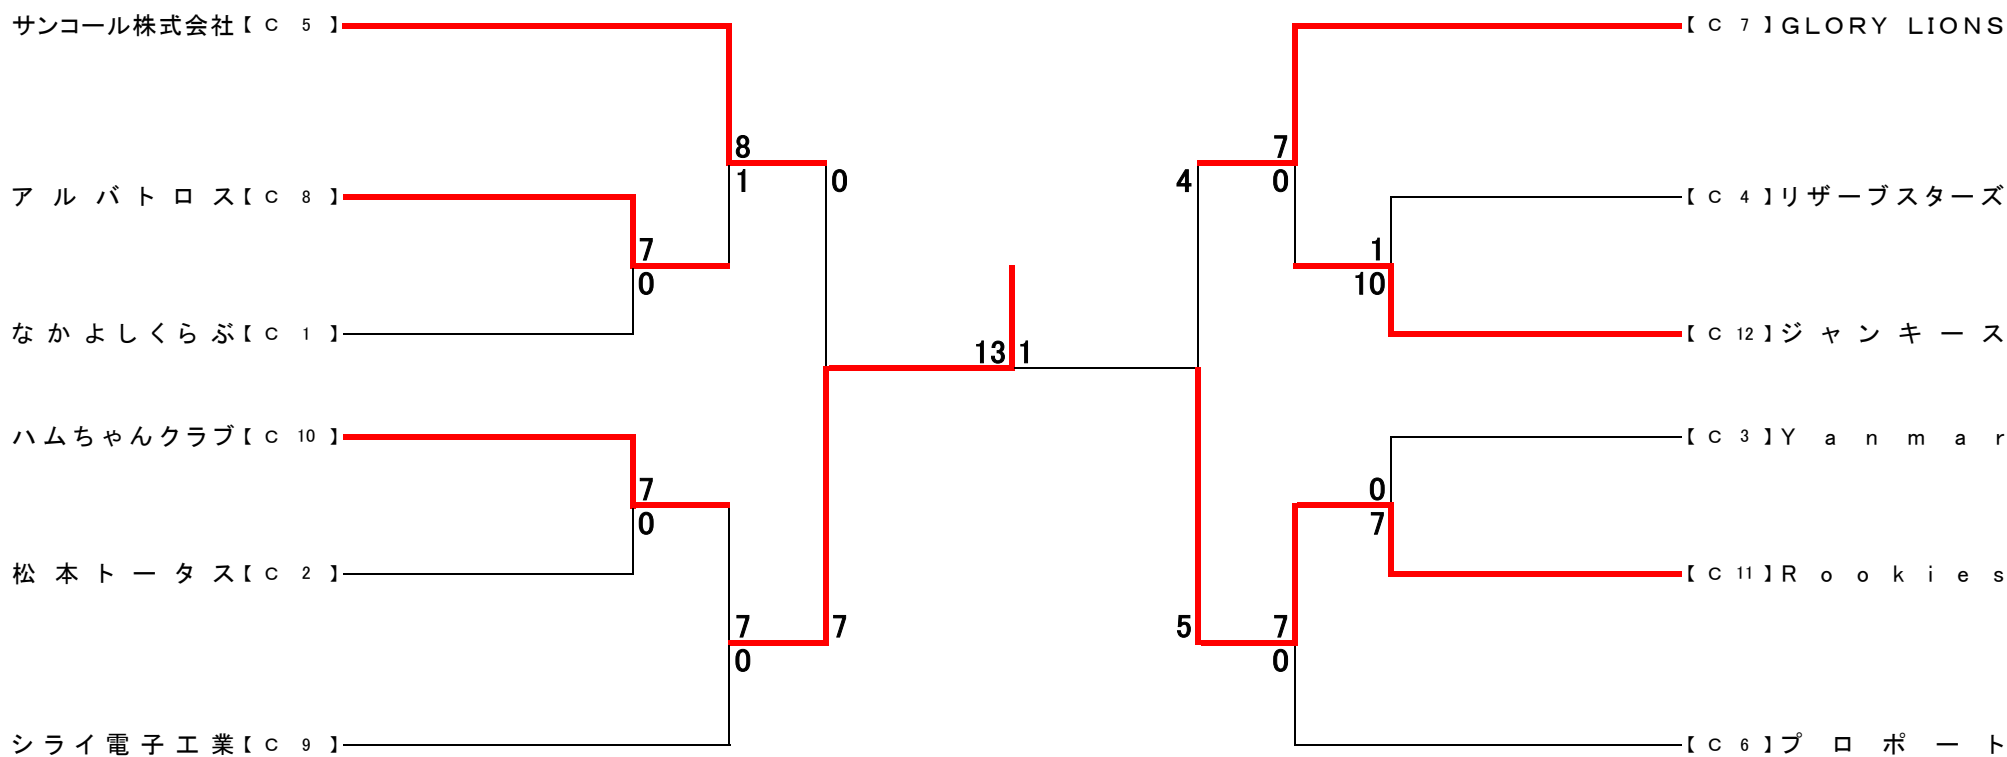 サンコール株式会社【 C 5 】
【 C 7 】GLORY LIONS
8
7
1
0
0
4
アルバトロス【 C 8 】
【 C 4 】リザーブスターズ
7
1
0
10
なかよしくらぶ【 C 1 】
【 C 12 】ジャンキース
13 1
ハムちゃんクラブ【 C 10 】
【 C 3 】Yanmar
7
0
0
7
松本トータス【 C 2 】
【 C 11 】Rookies
7
7
5
7
0
0
シライ電子工業【 C 9 】
【 C 6 】プロポート